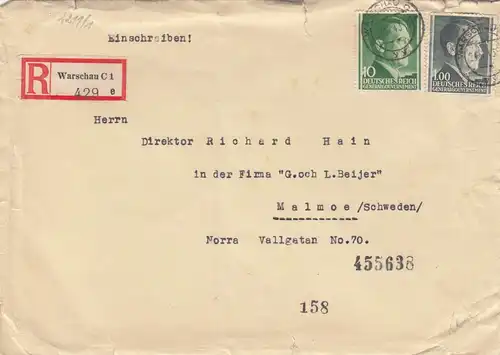 Einschreiben!
10
DEUTSCHES REICH
GENERALGOUVERNEMENT
1.00
DEUTSCHES REICH
GENERALGOUVERNEMENT
R
Warschau C 1
429 e
Herrn
Direktor Richard Hain
in der Firma "G.och L.Beijer"
Malmoe/Schweden/
Norra Vallgatan No.70.
455638
158